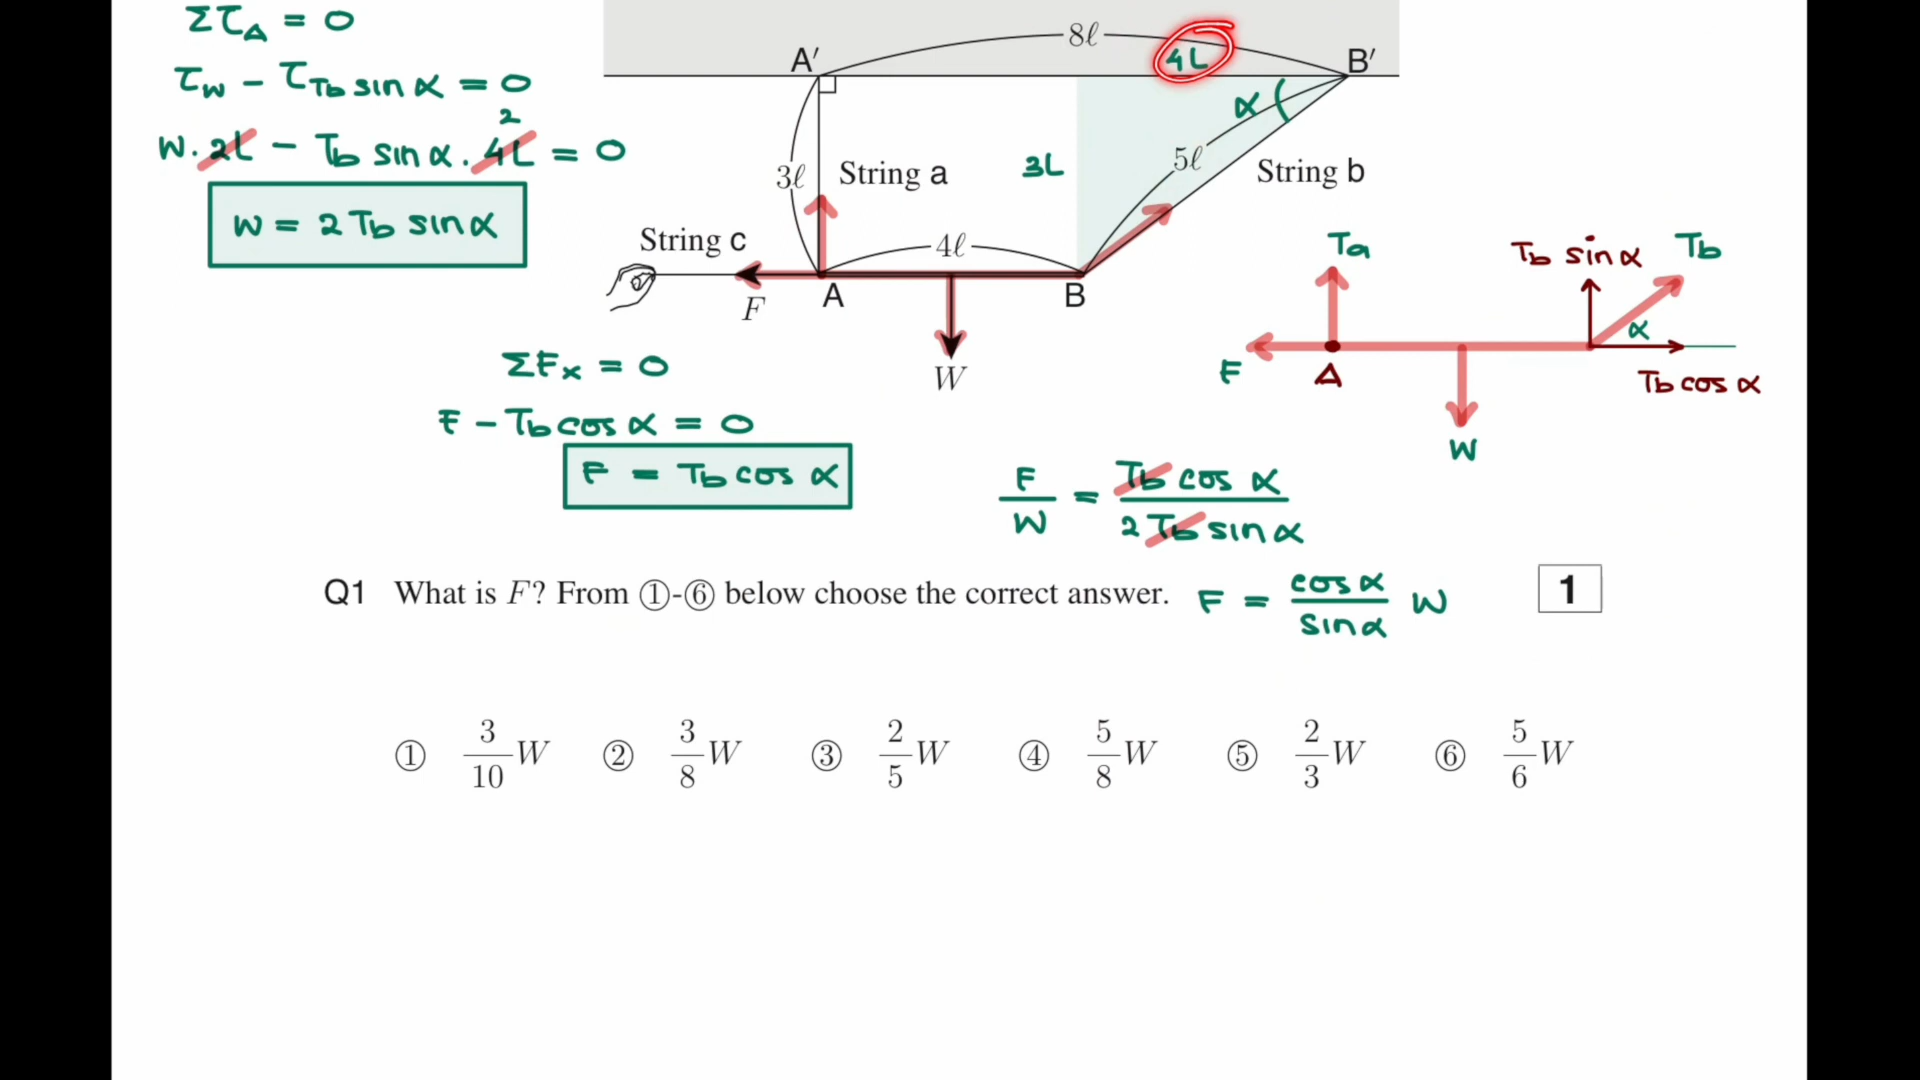 Στ_A = 0
τ_W - τ_Tb sin α = 0
2
W. 2L - Tb sin α . 4L = 0
W = 2 Tb sin α
8ℓ
4L
A′
B′
α
3ℓ
String a
3L
5ℓ
String b
String c
4ℓ
F
A
B
W
Ta
Tb sin α
Tb
α
F
A
Tb cos α
W
ΣFx = 0
F - Tb cos α = 0
F = Tb cos α
F/W = Tb cos α / 2 Tb sin α
Q1 What is F? From ①-⑥ below choose the correct answer.
F = cos α / sin α W
1
① 3/10 W ② 3/8 W ③ 2/5 W ④ 5/8 W ⑤ 2/3 W ⑥ 5/6 W